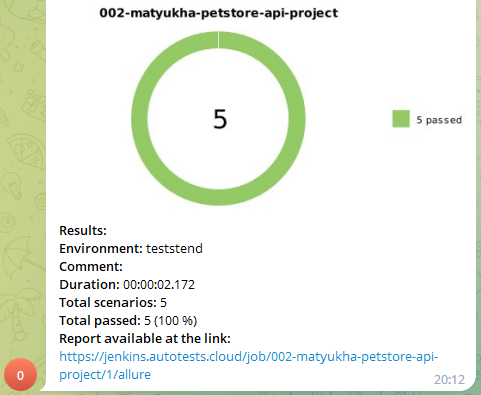 002-matyukha-petstore-api-project
5
5 passed
Results:
Environment: teststend
Comment:
Duration: 00:00:02.172
Total scenarios: 5
Total passed: 5 (100 %)
Report available at the link:
https://jenkins.autotests.cloud/job/002-matyukha-petstore-api-
project/1/allure
0
20:12